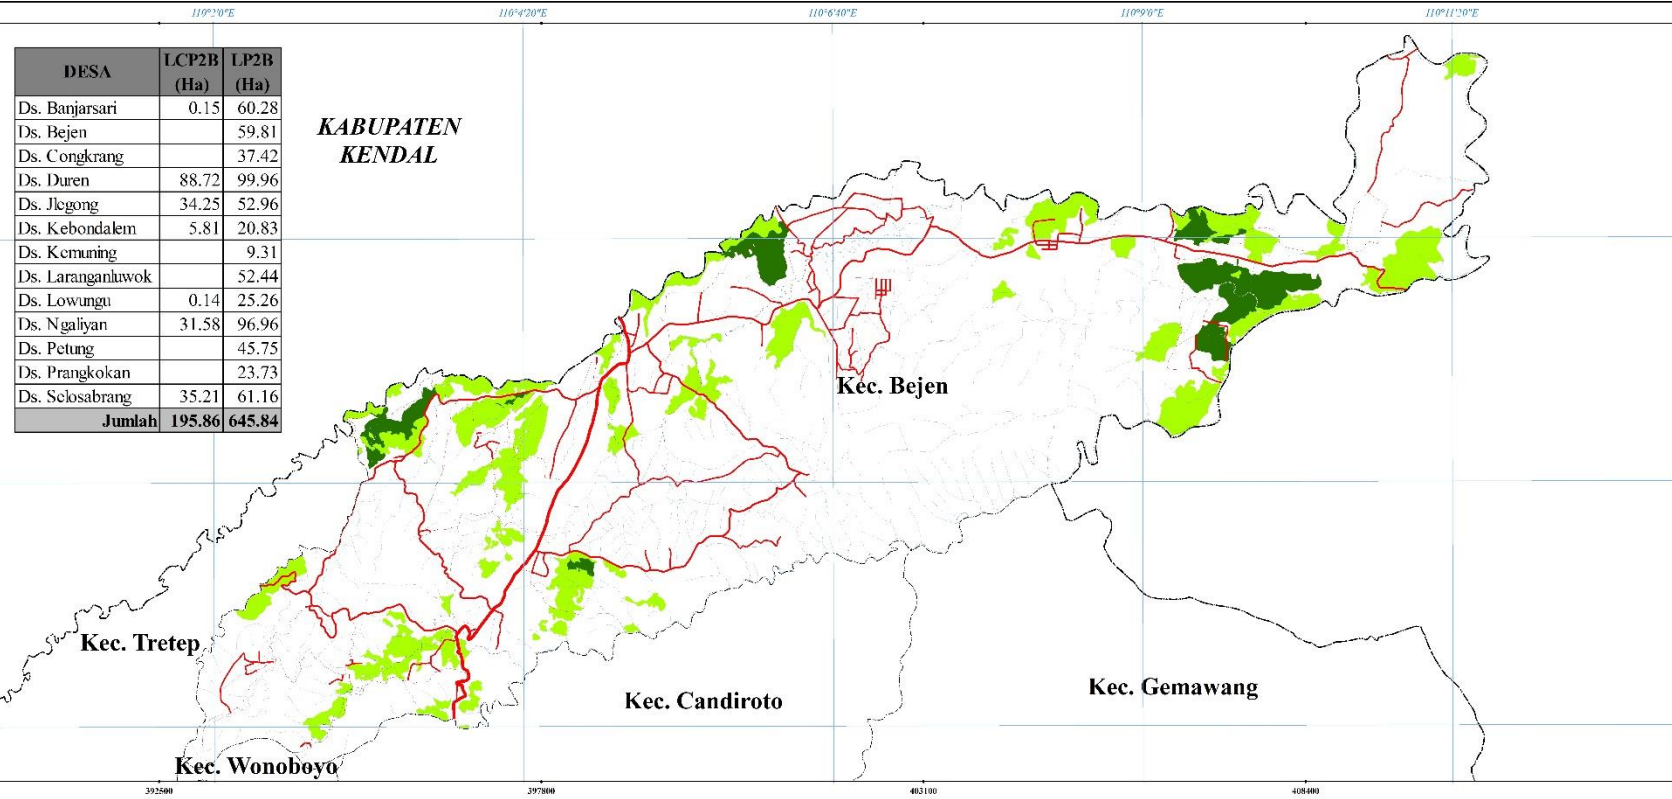 110°2'0"E 110°4'20"E 110°6'40"E 110°9'0"E 110°11'20"E
DESA LCP2B (Ha) LP2B (Ha)
Ds. Banjarsari 0.15 60.28
Ds. Bejen 59.81
Ds. Congkrang 37.42
Ds. Duren 88.72 99.96
Ds. Jlegong 34.25 52.96
Ds. Kebondalem 5.81 20.83
Ds. Kemuning 9.31
Ds. Laranganluwok 52.44
Ds. Lowungu 0.14 25.26
Ds. Ngaliyan 31.58 96.96
Ds. Petung 45.75
Ds. Prangkokan 23.73
Ds. Selosabrang 35.21 61.16
Jumlah 195.86 645.84
KABUPATEN
KENDAL
Kec. Bejen
Kec. Tretep
Kec. Candiroto
Kec. Gemawang
Kec. Wonoboyo
392500 397800 403100 408400